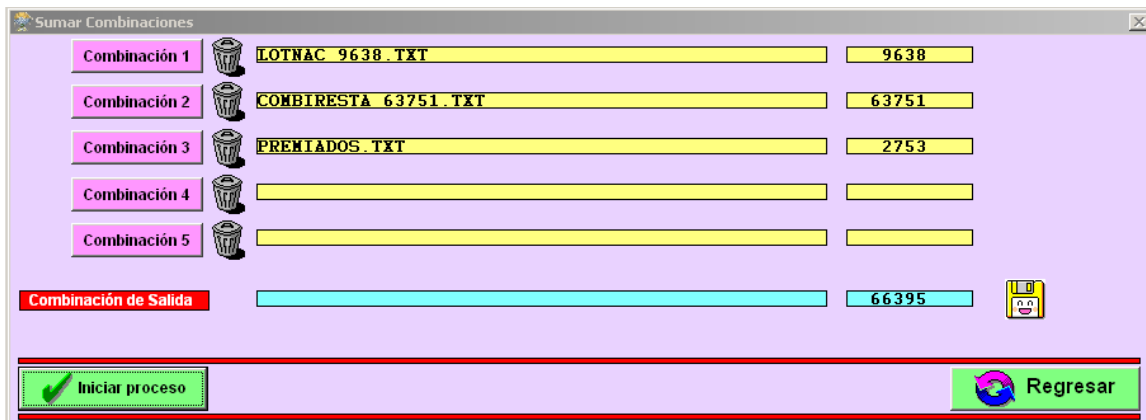 Sumar Combinaciones
Combinación 1 LOTNAC 9638.TXT 9638
Combinación 2 COMBIRESTA 63751.TXT 63751
Combinación 3 PREMIADOS.TXT 2753
Combinación 4
Combinación 5
Combinación de Salida 66395
Iniciar proceso Regresar